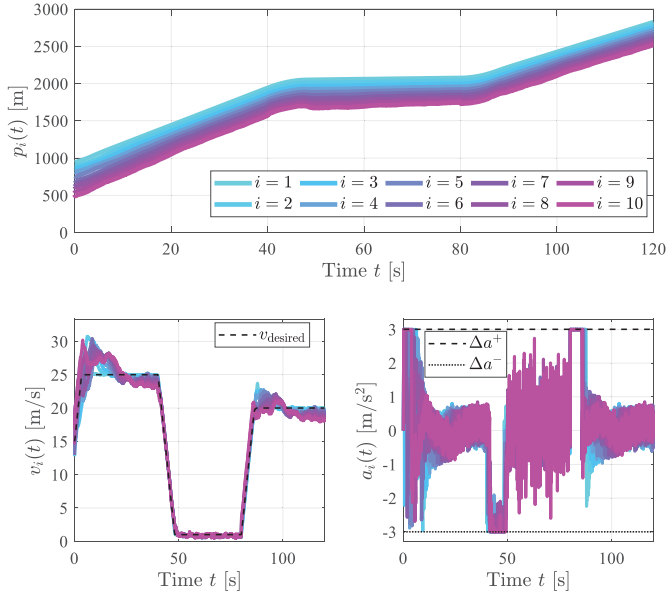 3000
2500
2000
1500
1000
500
0
p_i(t) [m]
i = 1 i = 3 i = 5 i = 7 i = 9
i = 2 i = 4 i = 6 i = 8 i = 10
0 20 40 60 80 100 120
Time t [s]
30
25
20
15
10
5
0
v_i(t) [m/s]
v_desired
0 50 100
Time t [s]
3
2
1
0
-1
-2
-3
a_i(t) [m/s²]
Δa⁺
Δa⁻
0 50 100
Time t [s]